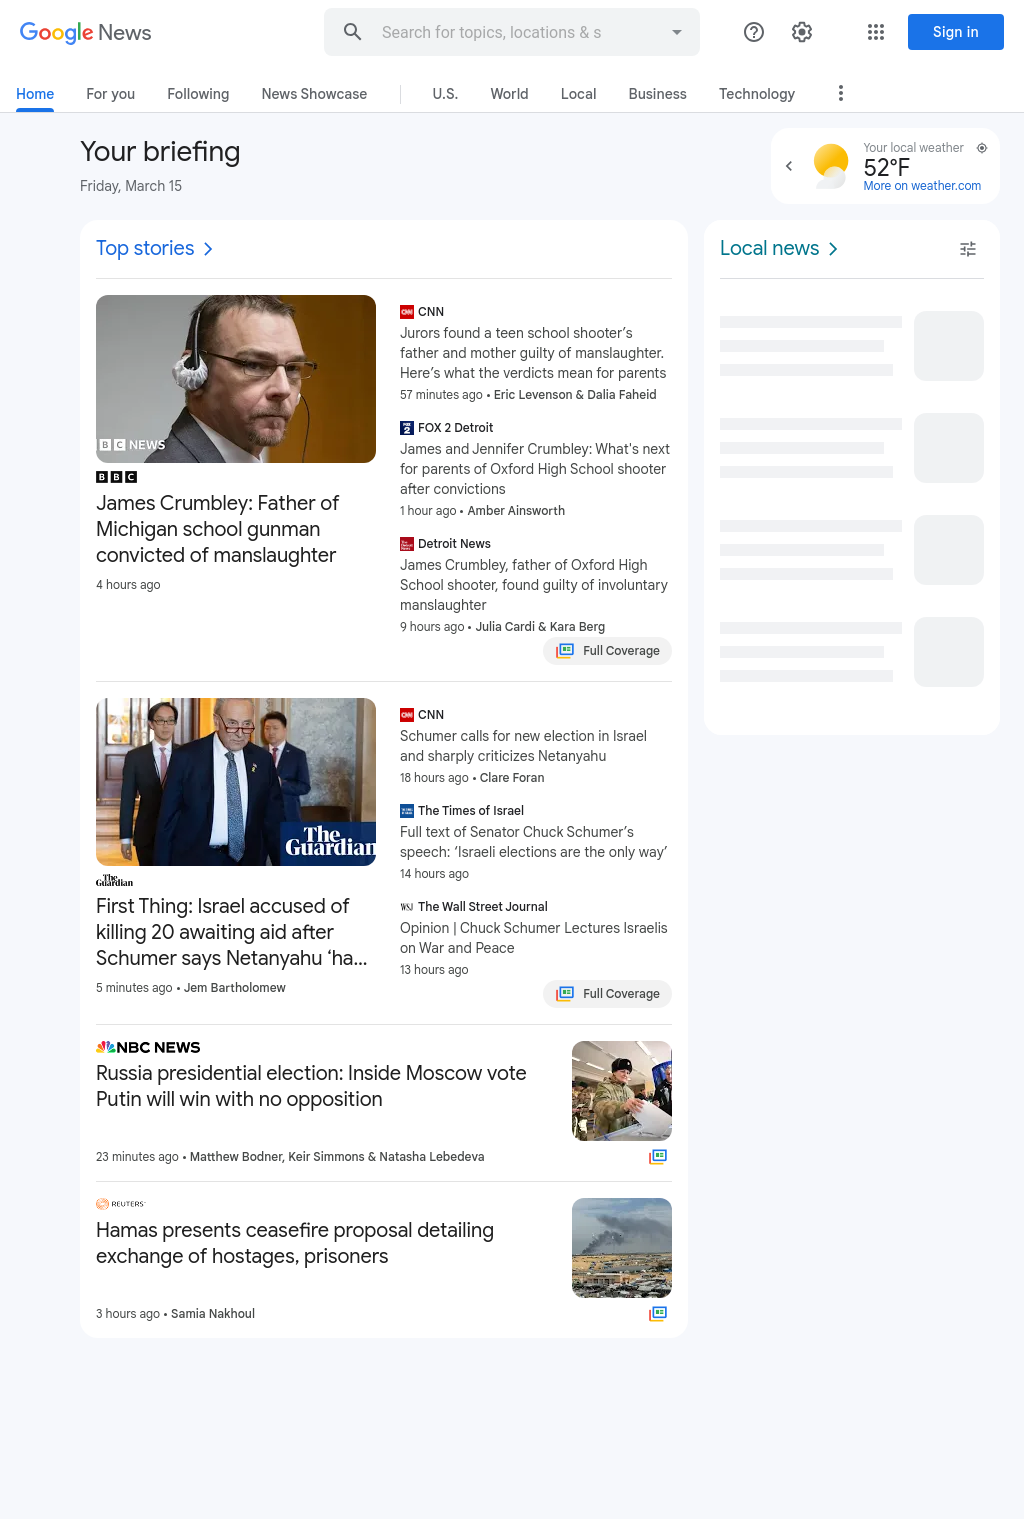 Google News
Search for topics, locations & s
Sign in
Home
For you
Following
News Showcase
U.S.
World
Local
Business
Technology
Your briefing
Friday, March 15
Your local weather
52°F
More on weather.com
Top stories
BBC NEWS
BBC
James Crumbley: Father of
Michigan school gunman
convicted of manslaughter
4 hours ago
CNN
CNN
Jurors found a teen school shooter’s
father and mother guilty of manslaughter.
Here’s what the verdicts mean for parents
57 minutes ago • Eric Levenson & Dalia Faheid
FOX 2
FOX 2 Detroit
James and Jennifer Crumbley: What's next
for parents of Oxford High School shooter
after convictions
1 hour ago • Amber Ainsworth
Detroit News
James Crumbley, father of Oxford High
School shooter, found guilty of involuntary
manslaughter
9 hours ago • Julia Cardi & Kara Berg
Full Coverage
The
Guardian
The
Guardian
First Thing: Israel accused of
killing 20 awaiting aid after
Schumer says Netanyahu ‘ha...
5 minutes ago • Jem Bartholomew
CNN
CNN
Schumer calls for new election in Israel
and sharply criticizes Netanyahu
18 hours ago • Clare Foran
The Times of Israel
Full text of Senator Chuck Schumer’s
speech: ‘Israeli elections are the only way’
14 hours ago
WSJ
The Wall Street Journal
Opinion | Chuck Schumer Lectures Israelis
on War and Peace
13 hours ago
Full Coverage
NBC NEWS
Russia presidential election: Inside Moscow vote
Putin will win with no opposition
23 minutes ago • Matthew Bodner, Keir Simmons & Natasha Lebedeva
REUTERS
Hamas presents ceasefire proposal detailing
exchange of hostages, prisoners
3 hours ago • Samia Nakhoul
Local news